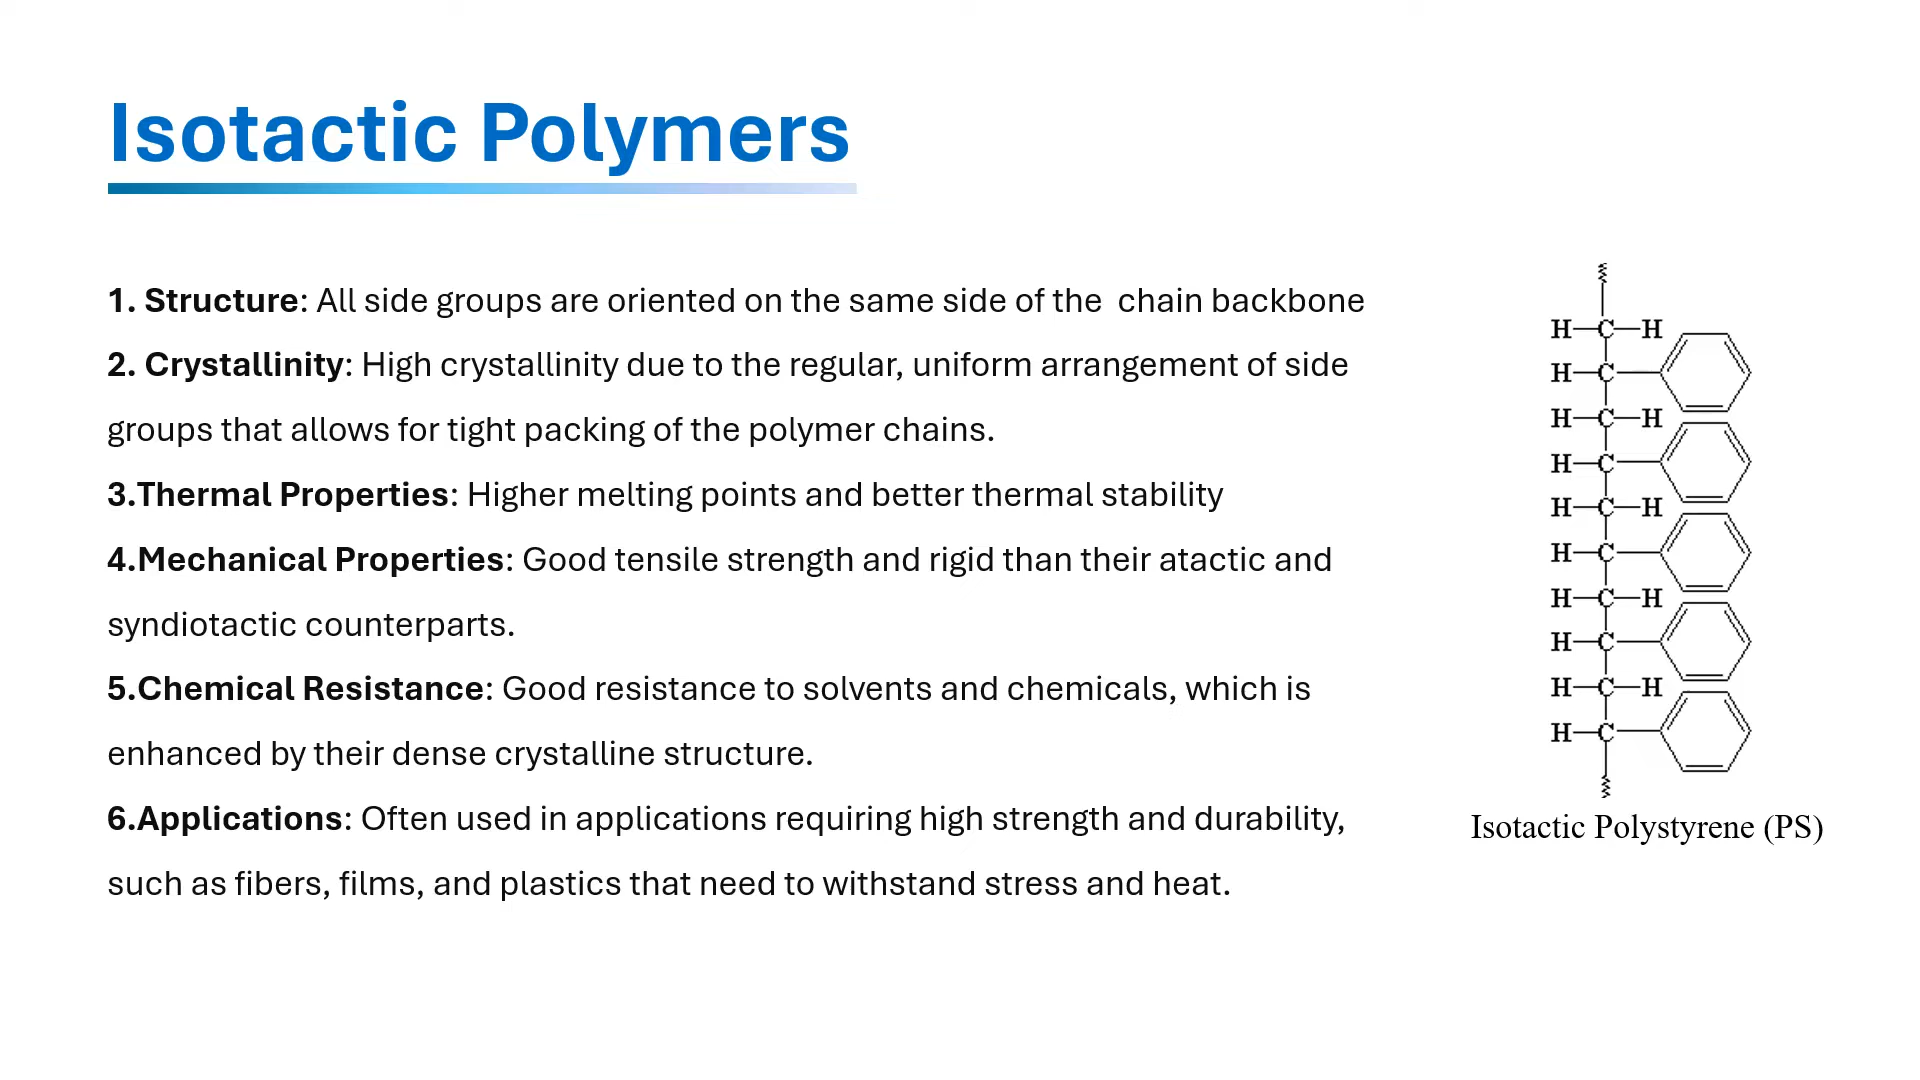 Isotactic Polymers
1. Structure: All side groups are oriented on the same side of the  chain backbone
2. Crystallinity: High crystallinity due to the regular, uniform arrangement of side
groups that allows for tight packing of the polymer chains.
3.Thermal Properties: Higher melting points and better thermal stability
4.Mechanical Properties: Good tensile strength and rigid than their atactic and
syndiotactic counterparts.
5.Chemical Resistance: Good resistance to solvents and chemicals, which is
enhanced by their dense crystalline structure.
6.Applications: Often used in applications requiring high strength and durability,
such as fibers, films, and plastics that need to withstand stress and heat.
H–C–H
H–C
H–C–H
H–C
H–C–H
H–C
H–C–H
H–C
H–C–H
H–C
Isotactic Polystyrene (PS)